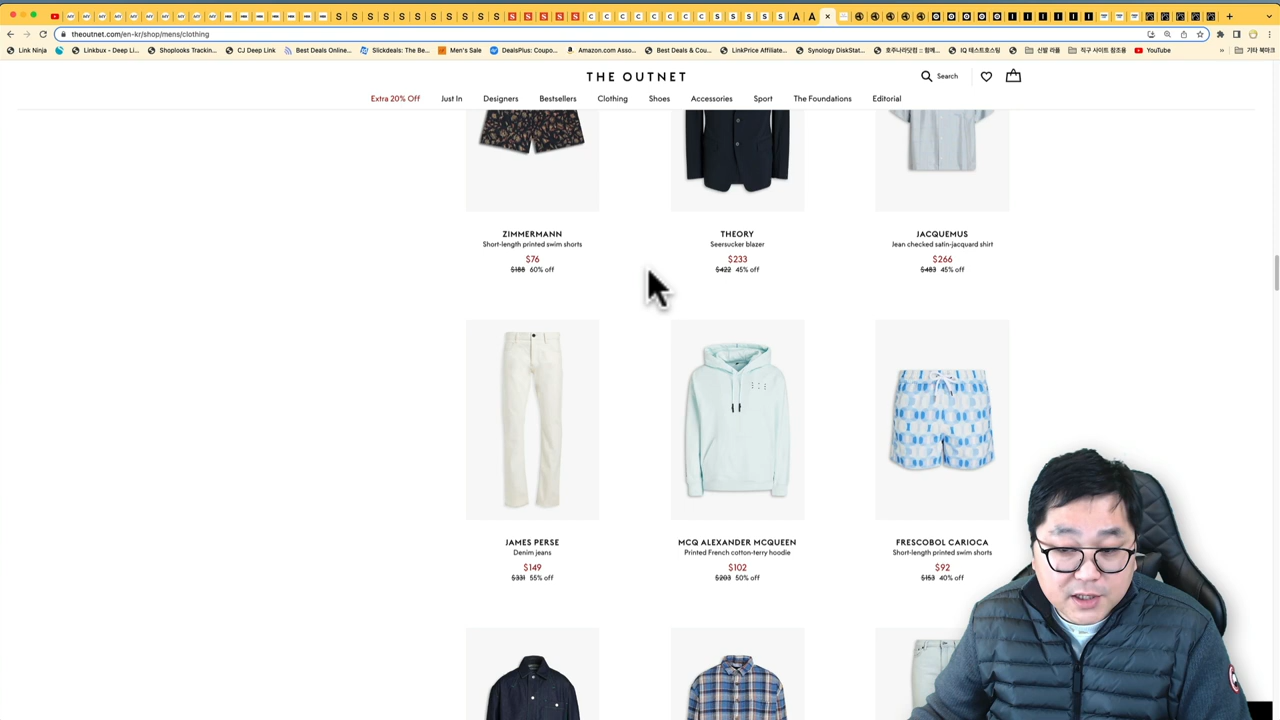 theoutnet.com/en-kr/shop/mens/clothing
Link Ninja
Linkbux - Deep Li...
Shoplooks Trackin...
CJ Deep Link
Best Deals Online...
Slickdeals: The Be...
Men's Sale
DealsPlus: Coupo...
Amazon.com Asso...
Best Deals & Cou...
LinkPrice Affiliate...
Synology DiskStat...
호주나라닷컴 :: 함께...
IQ 테스트호스팅
신발 라플
직구 사이트 참조용
YouTube
»
기타 북마크
THE OUTNET
Search
Extra 20% Off
Just In
Designers
Bestsellers
Clothing
Shoes
Accessories
Sport
The Foundations
Editorial
ZIMMERMANN
Short-length printed swim shorts
$76
$188 60% off
THEORY
Seersucker blazer
$233
$422 45% off
JACQUEMUS
Jean checked satin-jacquard shirt
$266
$483 45% off
JAMES PERSE
Denim jeans
$149
$331 55% off
MCQ ALEXANDER MCQUEEN
Printed French cotton-terry hoodie
$102
$203 50% off
FRESCOBOL CARIOCA
Short-length printed swim shorts
$92
$153 40% off